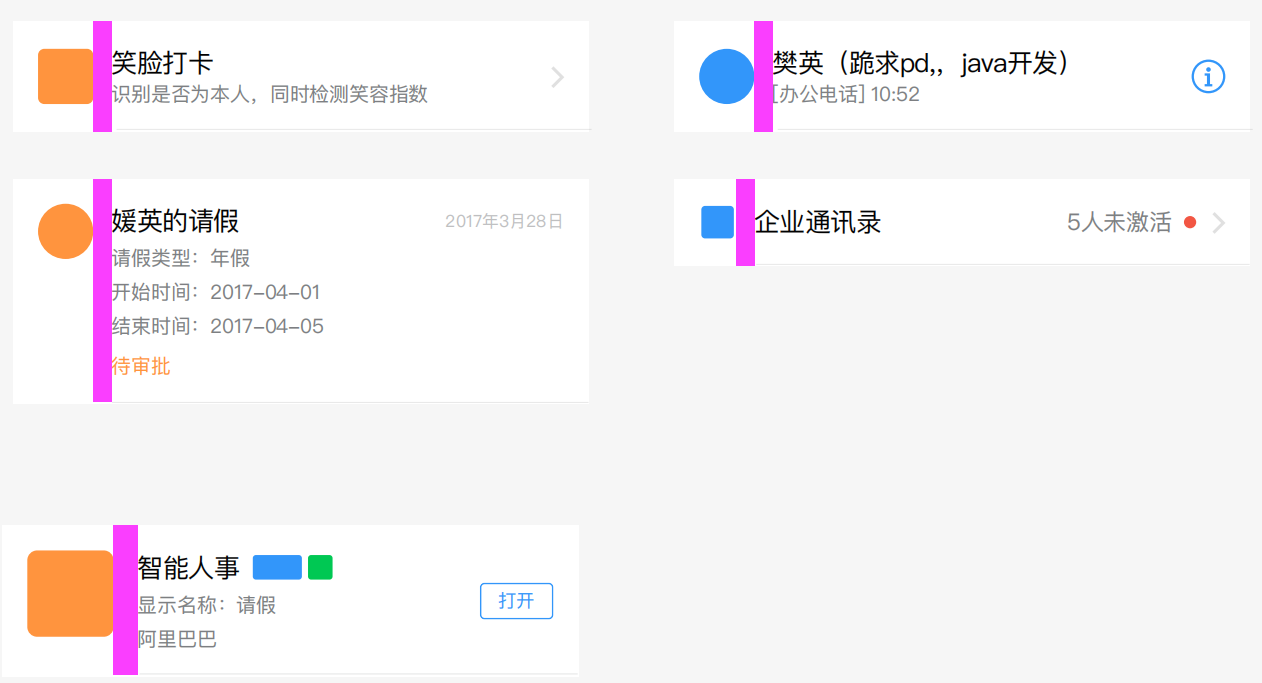 笑脸打卡
识别是否为本人，同时检测笑容指数
樊英（跪求pd,，java开发）
[办公电话] 10:52
媛英的请假
2017年3月28日
请假类型：年假
开始时间：2017-04-01
结束时间：2017-04-05
待审批
企业通讯录
5人未激活
智能人事
显示名称：请假
阿里巴巴
打开